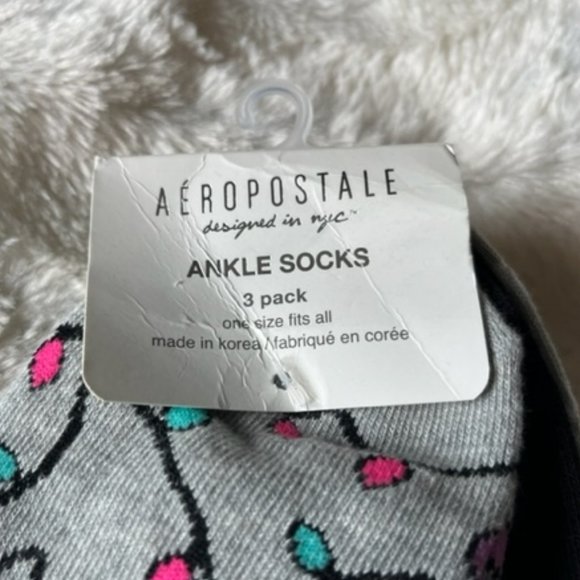 AÉROPOSTALE
designed in nyc™
ANKLE SOCKS
3 pack
one size fits all
made in korea / fabriqué en corée